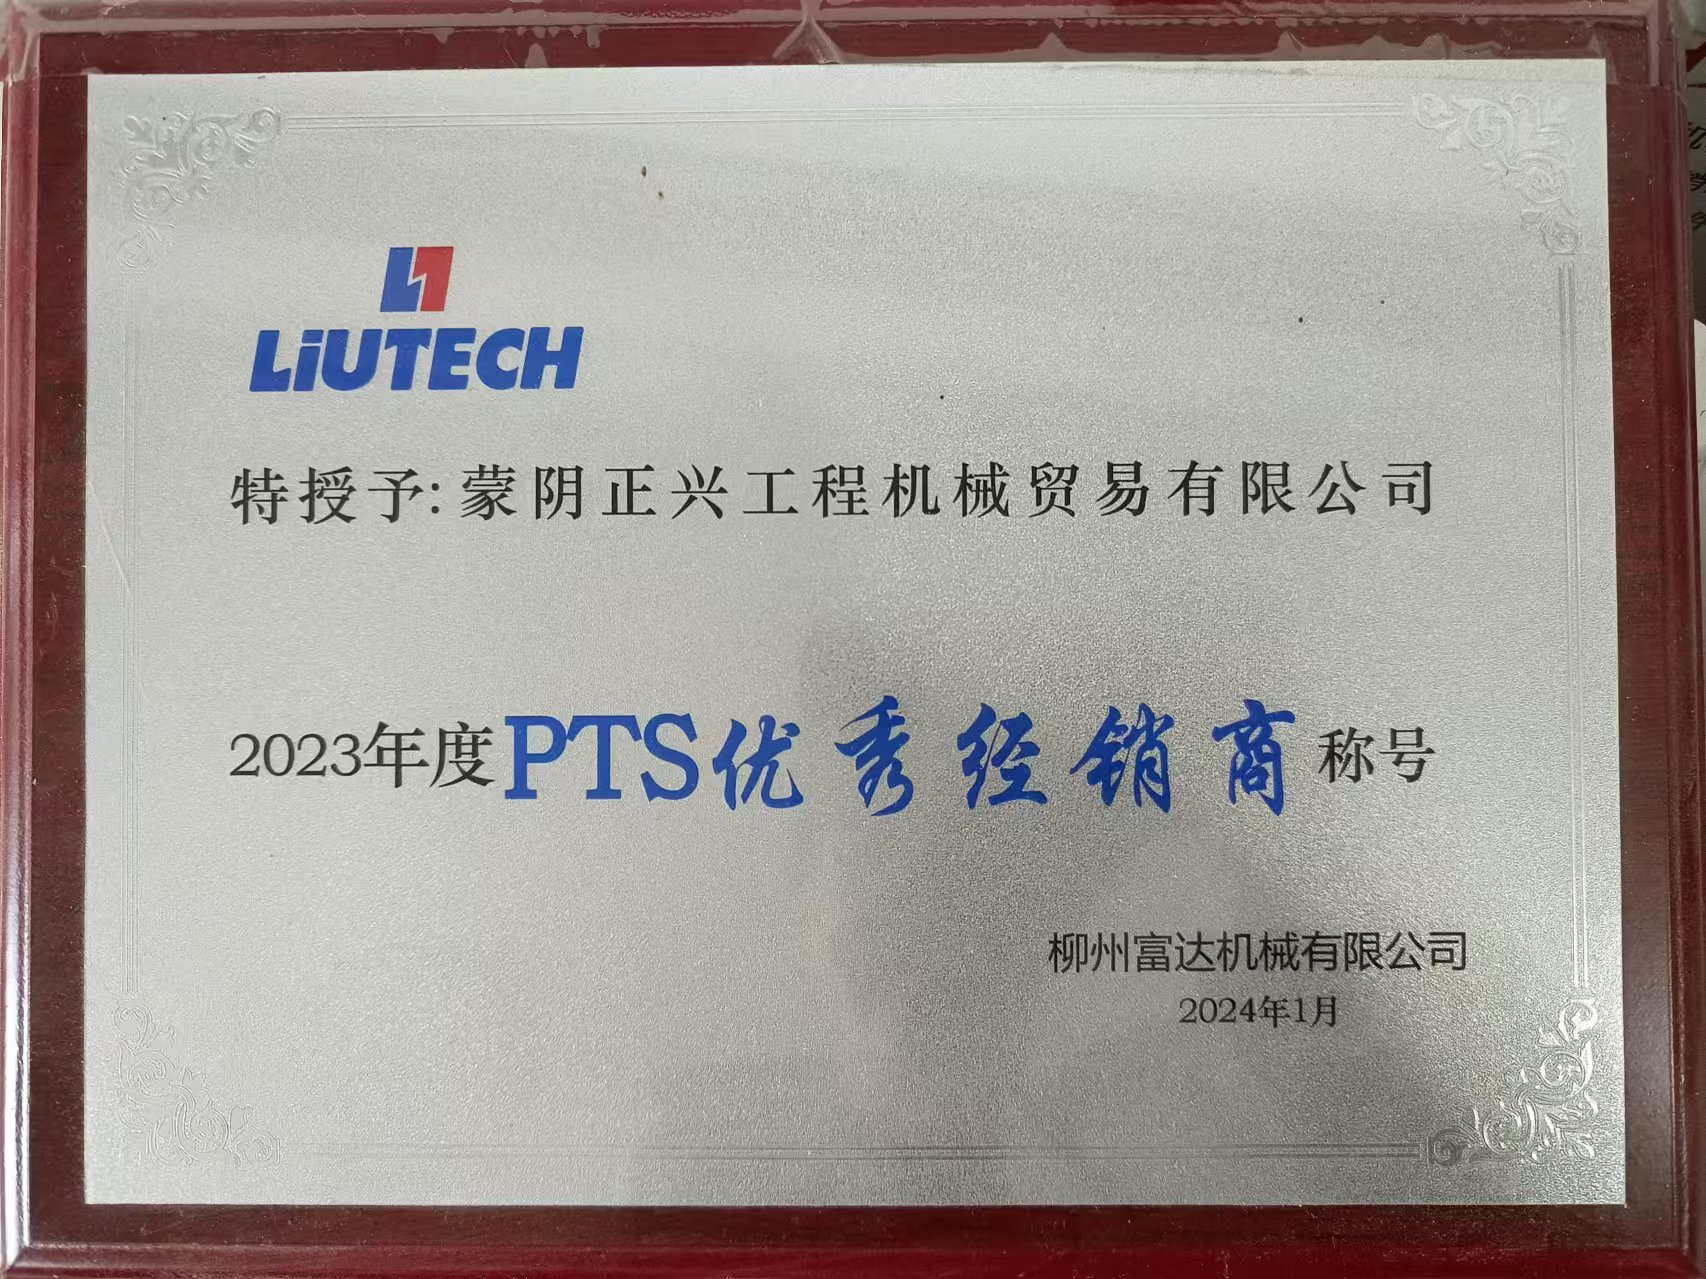 LiUTECH
特授予:蒙阴正兴工程机械贸易有限公司
2023年度PTS优秀经销商称号
柳州富达机械有限公司
2024年1月